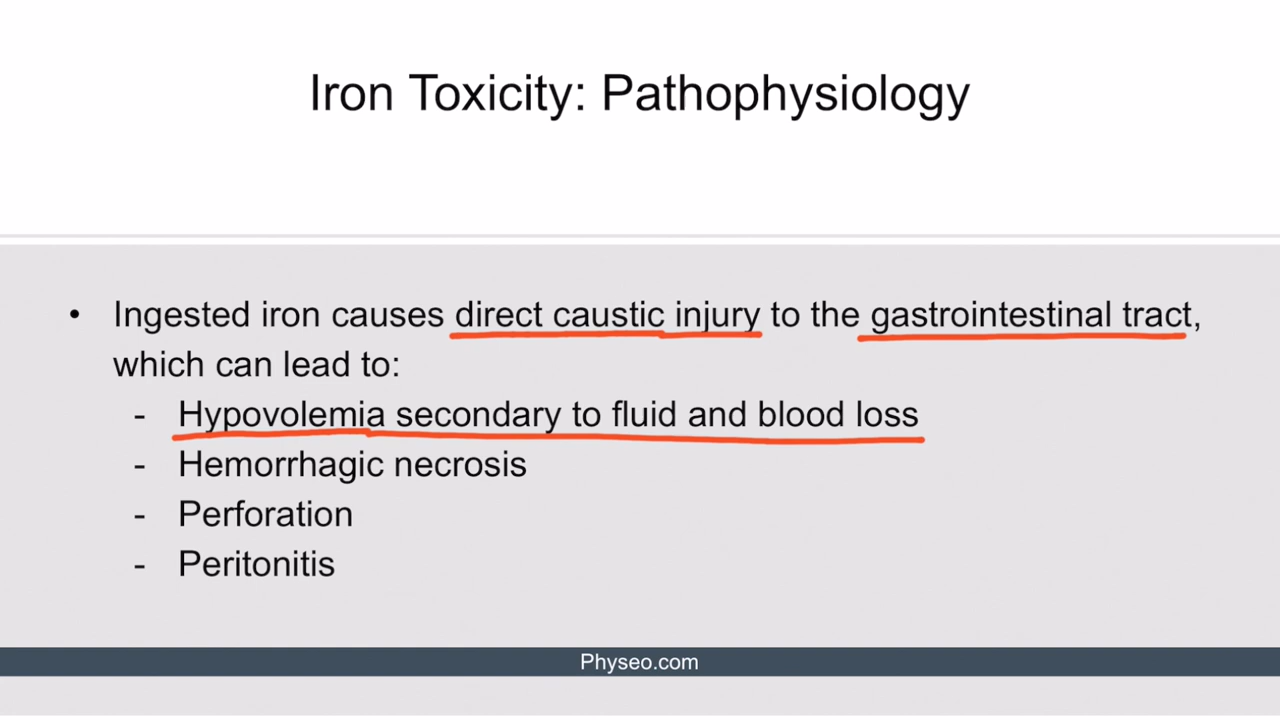 Iron Toxicity: Pathophysiology
• Ingested iron causes direct caustic injury to the gastrointestinal tract,
which can lead to:
- Hypovolemia secondary to fluid and blood loss
- Hemorrhagic necrosis
- Perforation
- Peritonitis
Physeo.com